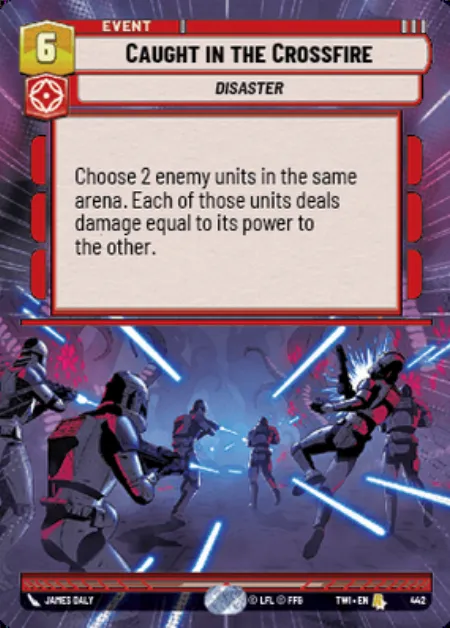 EVENT
6
CAUGHT IN THE CROSSFIRE
DISASTER
Choose 2 enemy units in the same
arena. Each of those units deals
damage equal to its power to
the other.
JAMES DALY
© LFL © FFG
TWI • EN
442